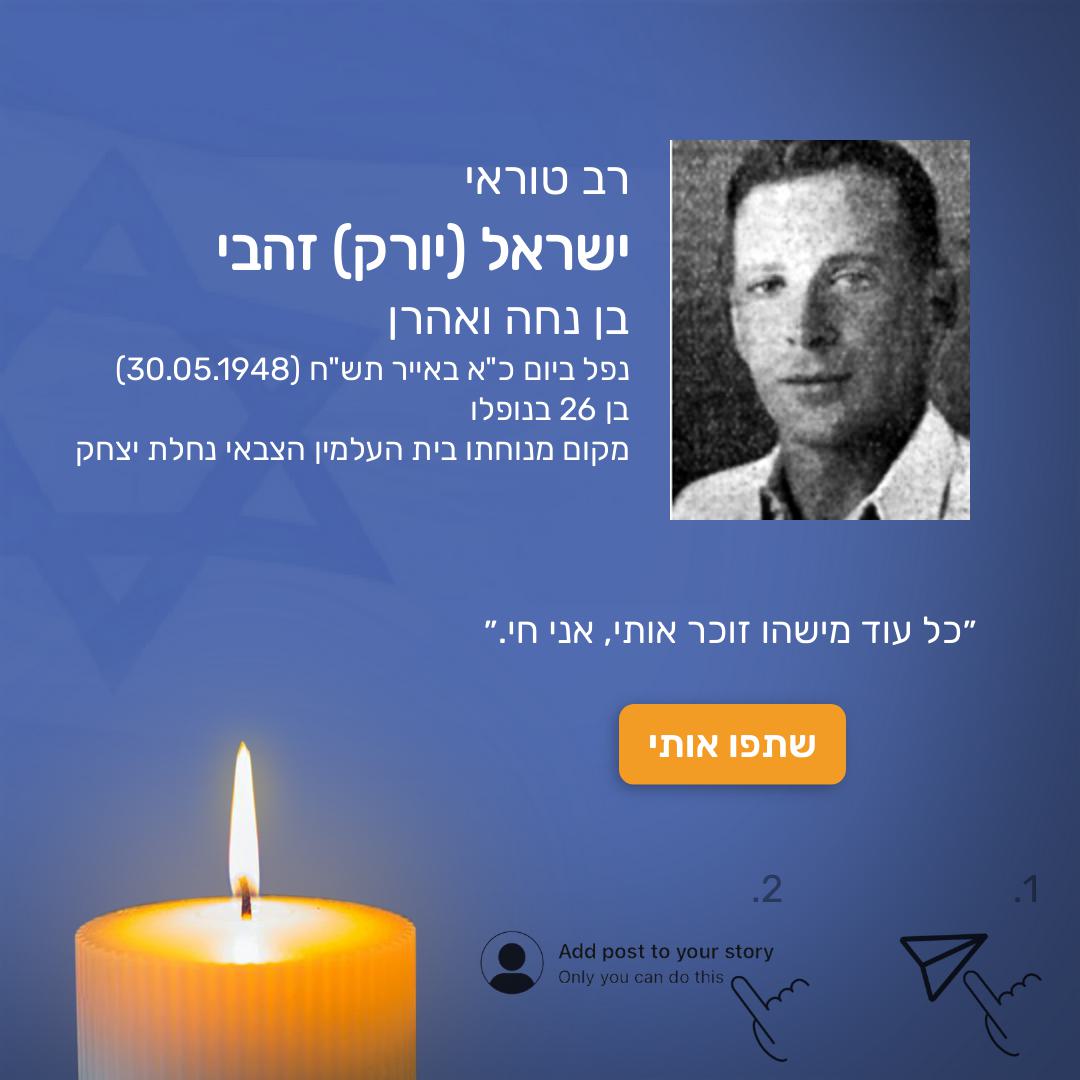 רב טוראי
ישראל (יורק) זהבי
בן נחה ואהרן
נפל ביום כ"א באייר תש"ח (30.05.1948)
בן 26 בנופלו
מקום מנוחתו בית העלמין הצבאי נחלת יצחק
״כל עוד מישהו זוכר אותי, אני חי.״
שתפו אותי
1.
2.
Add post to your story
Only you can do this